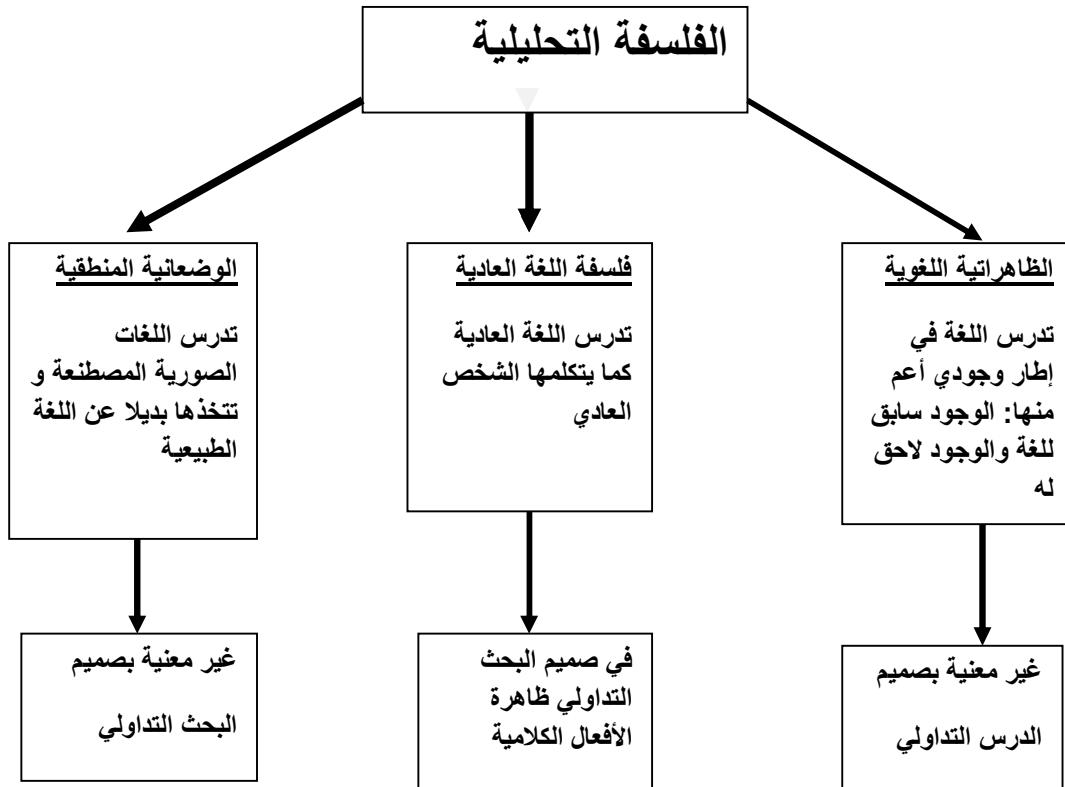 الفلسفة التحليلية
الظاهراتية اللغوية
تدرس اللغة في
إطار وجودي أعم
منها: الوجود سابق
للغة والوجود لاحق
له
فلسفة اللغة العادية
تدرس اللغة العادية
كما يتكلمها الشخص
العادي
الوضعانية المنطقية
تدرس اللغات
الصورية المصطنعة و
تتخذها بديلا عن اللغة
الطبيعية
غير معنية بصميم
الدرس التداولي
في صميم البحث
التداولي ظاهرة
الأفعال الكلامية
غير معنية بصميم
البحث التداولي